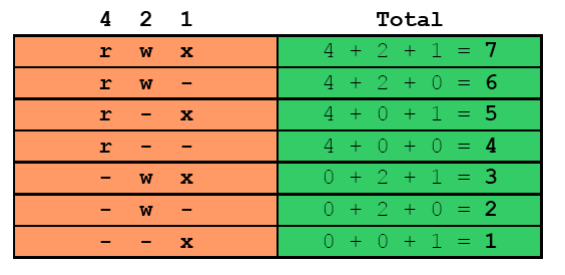 4 2 1 Total
r w x 4 + 2 + 1 = 7
r w - 4 + 2 + 0 = 6
r - x 4 + 0 + 1 = 5
r - - 4 + 0 + 0 = 4
- w x 0 + 2 + 1 = 3
- w - 0 + 2 + 0 = 2
- - x 0 + 0 + 1 = 1